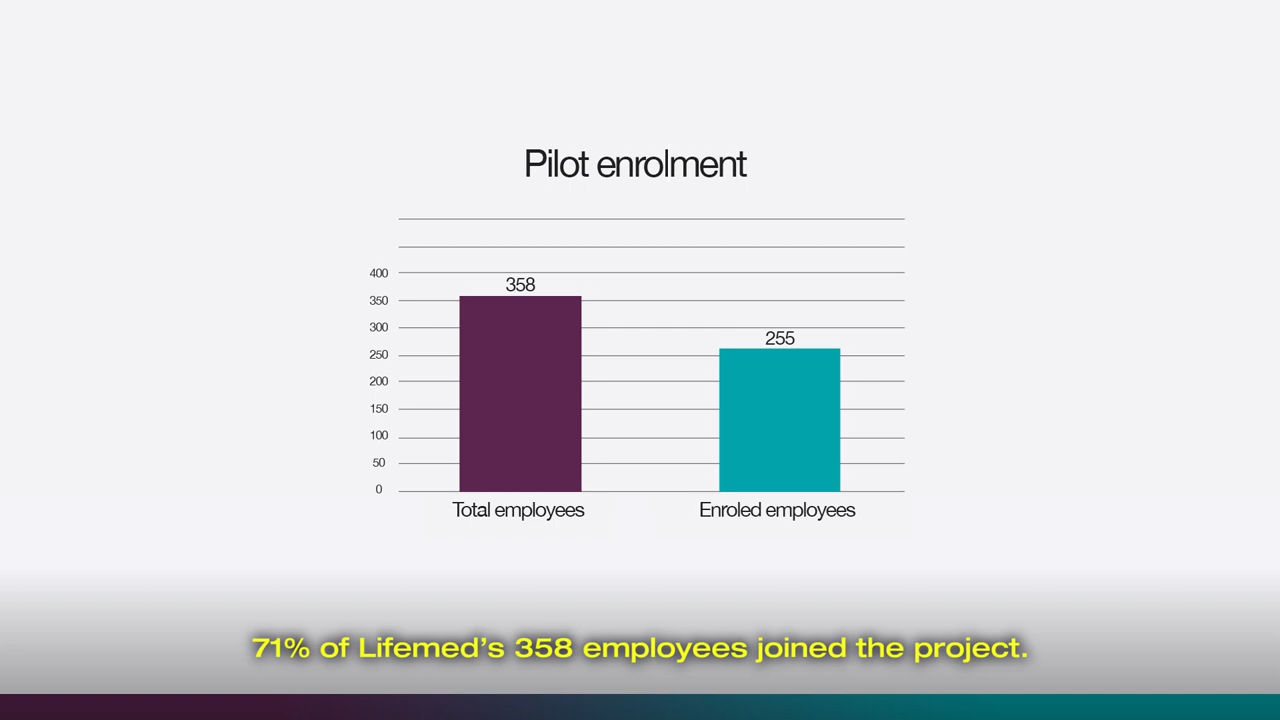 Pilot enrolment
400
350
300
250
200
150
100
50
0
358
255
Total employees
Enroled employees
71% of Lifemed's 358 employees joined the project.